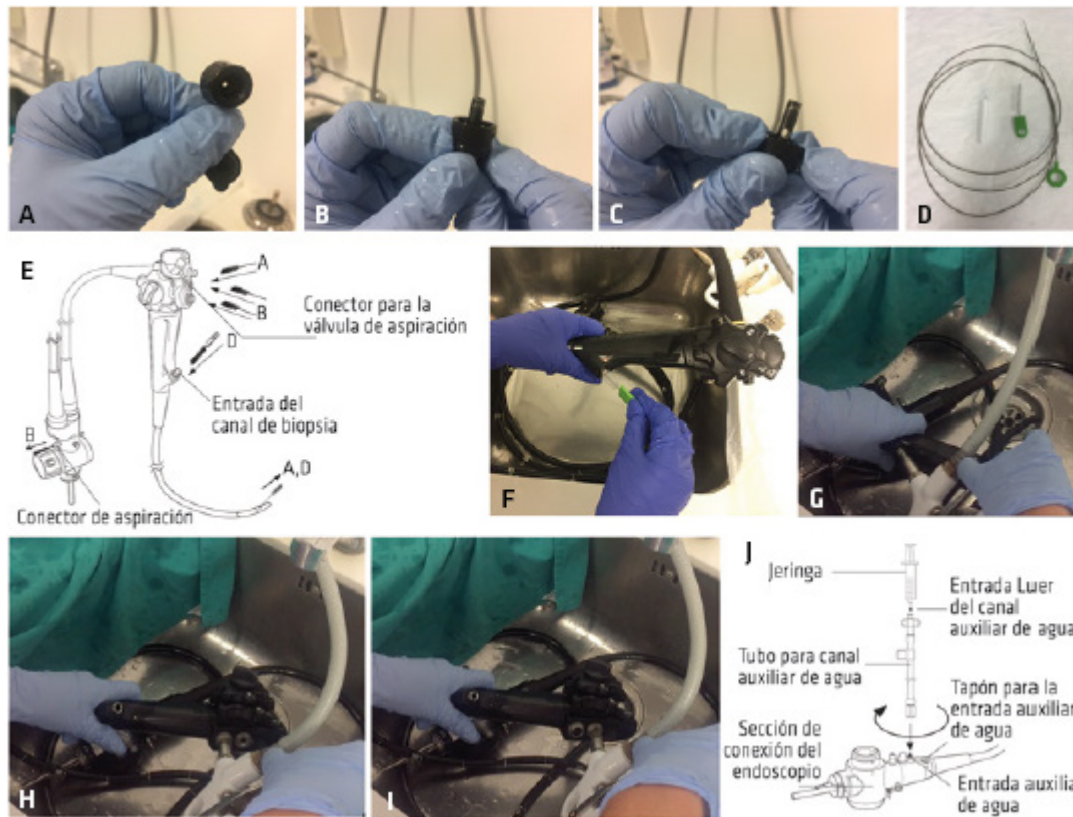 A
B
C
D
E
A
B
Conector para la
válvula de aspiración
D
Entrada del
canal de biopsia
B
A,D
Conector de aspiración
F
G
H
I
J
Jeringa
Entrada Luer
del canal
auxiliar de agua
Tubo para canal
auxiliar de agua
Tapón para la
entrada auxiliar
de agua
Sección de
conexión del
endoscopio
Entrada auxilia
de agua